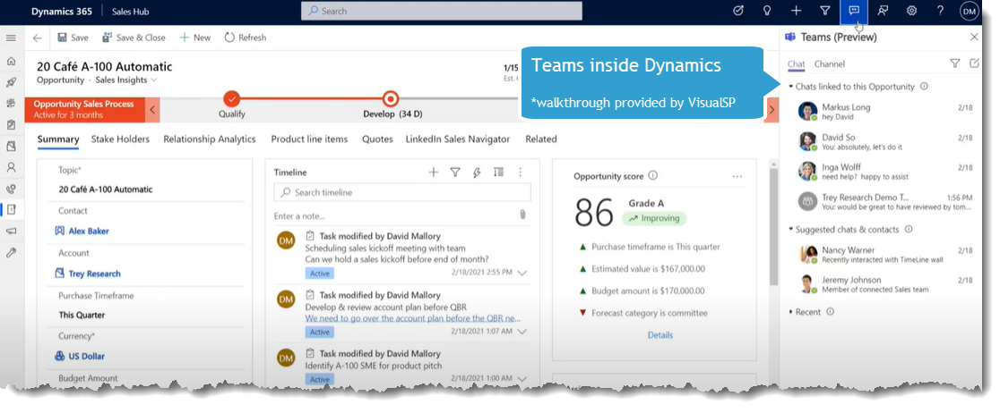 Dynamics 365
Sales Hub
Search
DM
Save
Save & Close
New
Refresh
20 Café A-100 Automatic
Opportunity · Sales Insights
1/15
Est.
Teams inside Dynamics
*walkthrough provided by VisualSP
Opportunity Sales Process
Active for 3 months
Qualify
Develop (34 D)
Summary
Stake Holders
Relationship Analytics
Product line items
Quotes
LinkedIn Sales Navigator
Related
Topic*
20 Café A-100 Automatic
Contact
Alex Baker
Account
Trey Research
Purchase Timeframe
This Quarter
Currency*
US Dollar
Budget Amount
Timeline
Search timeline
Enter a note...
DM
Task modified by David Mallory
Scheduling sales kickoff meeting with team
Can we hold a sales kickoff before end of month?
Active
2/18/2021 2:55 PM
DM
Task modified by David Mallory
Develop & review account plan before QBR
We need to go over the account plan before the QBR ne...
Active
2/18/2021 1:07 AM
DM
Task modified by David Mallory
Identify A-100 SME for product pitch
Active
2/18/2021 1:00 AM
Opportunity score
86
Grade A
Improving
Purchase timeframe is This quarter
Estimated value is $167,000.00
Budget amount is $170,000.00
Forecast category is committee
Details
Teams (Preview)
Chat
Channel
Chats linked to this Opportunity
Markus Long
2/18
hey David
David So
2/18
You: absolutely, let's do it
Inga Wolff
2/18
need help? happy to assist
Trey Research Demo T...
1:56 PM
You: would be great to have reviewed by tom...
Suggested chats & contacts
Nancy Warner
2/18
Recently interacted with TimeLine wall
Jeremy Johnson
2/18
Member of connected Sales team
Recent